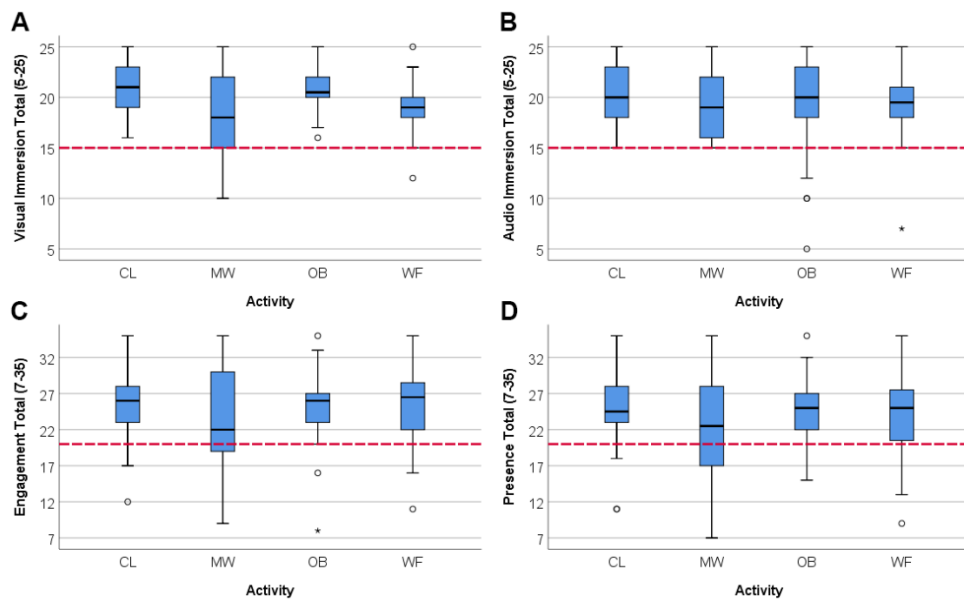 A
Visual Immersion Total (5-25)
25
20
15
10
5
CL MW OB WF
Activity
B
Audio Immersion Total (5-25)
25
20
15
10
5
CL MW OB WF
Activity
C
Engagement Total (7-35)
32
27
22
17
12
7
CL MW OB WF
Activity
D
Presence Total (7-35)
32
27
22
17
12
7
CL MW OB WF
Activity